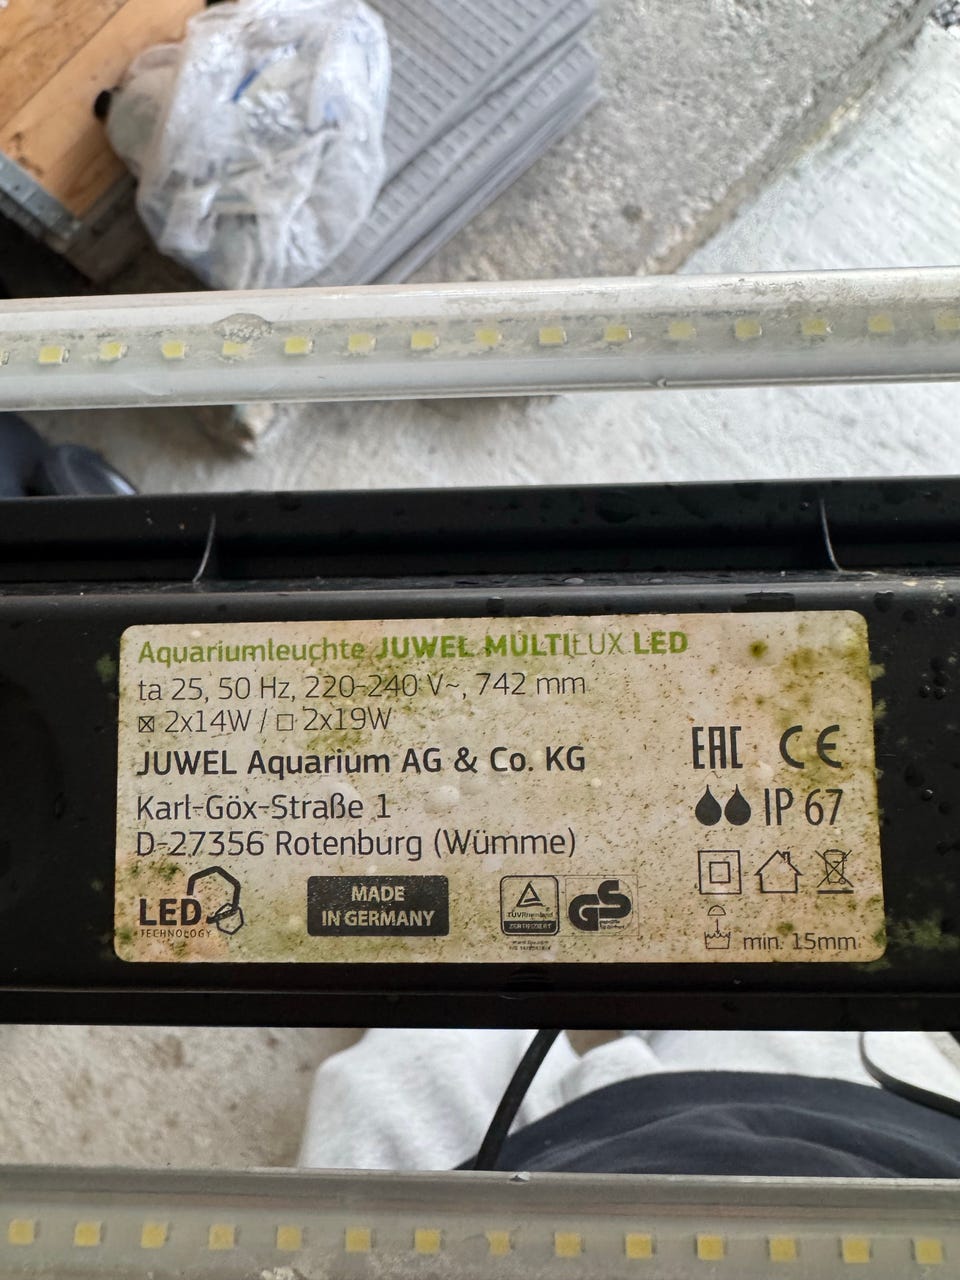 Aquariumleuchte JUWEL MULTILUX LED
ta 25, 50 Hz, 220-240 V~, 742 mm
☒ 2x14W / ☐ 2x19W
JUWEL Aquarium AG & Co. KG
Karl-Göx-Straße 1
D-27356 Rotenburg (Wümme)
EAC CE
IP 67
LED
TECHNOLOGY
MADE
IN GERMANY
TÜVRheinland
ZERTIFIZIERT
GS
min. 15mm